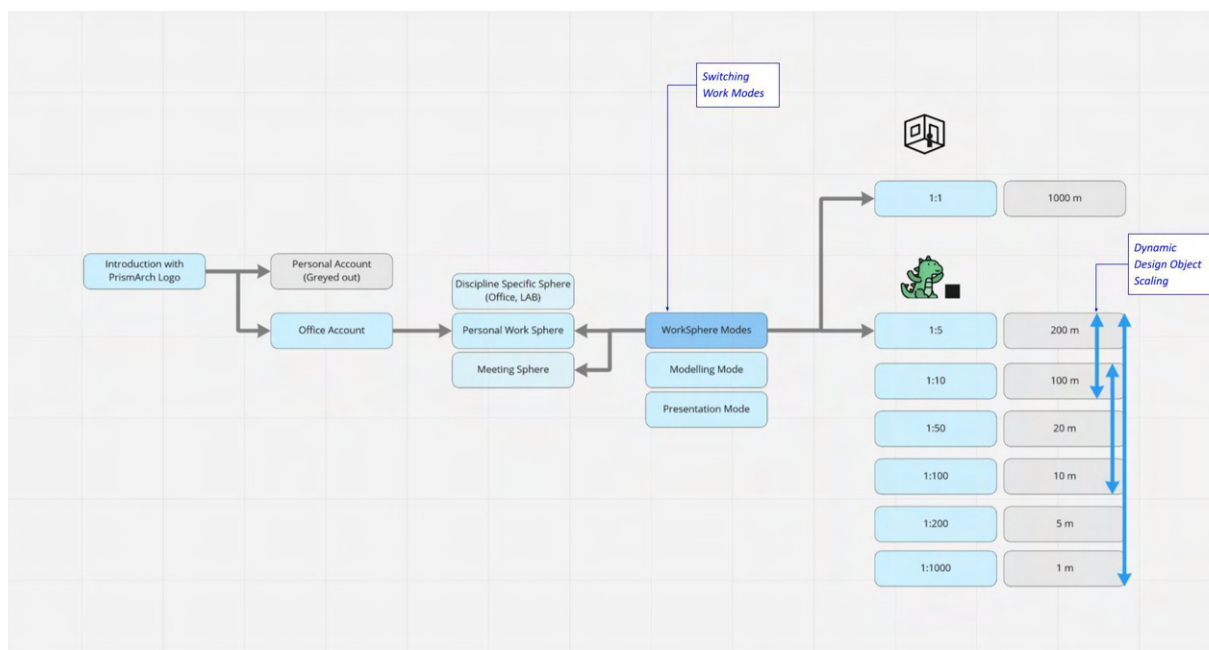 Switching
Work Modes
1:1
1000 m
Introduction with
PrismArch Logo
Personal Account
(Greyed out)
Office Account
Discipline Specific Sphere
(Office, LAB)
Personal Work Sphere
Meeting Sphere
WorkSphere Modes
Modelling Mode
Presentation Mode
Dynamic
Design Object
Scaling
1:5
200 m
1:10
100 m
1:50
20 m
1:100
10 m
1:200
5 m
1:1000
1 m